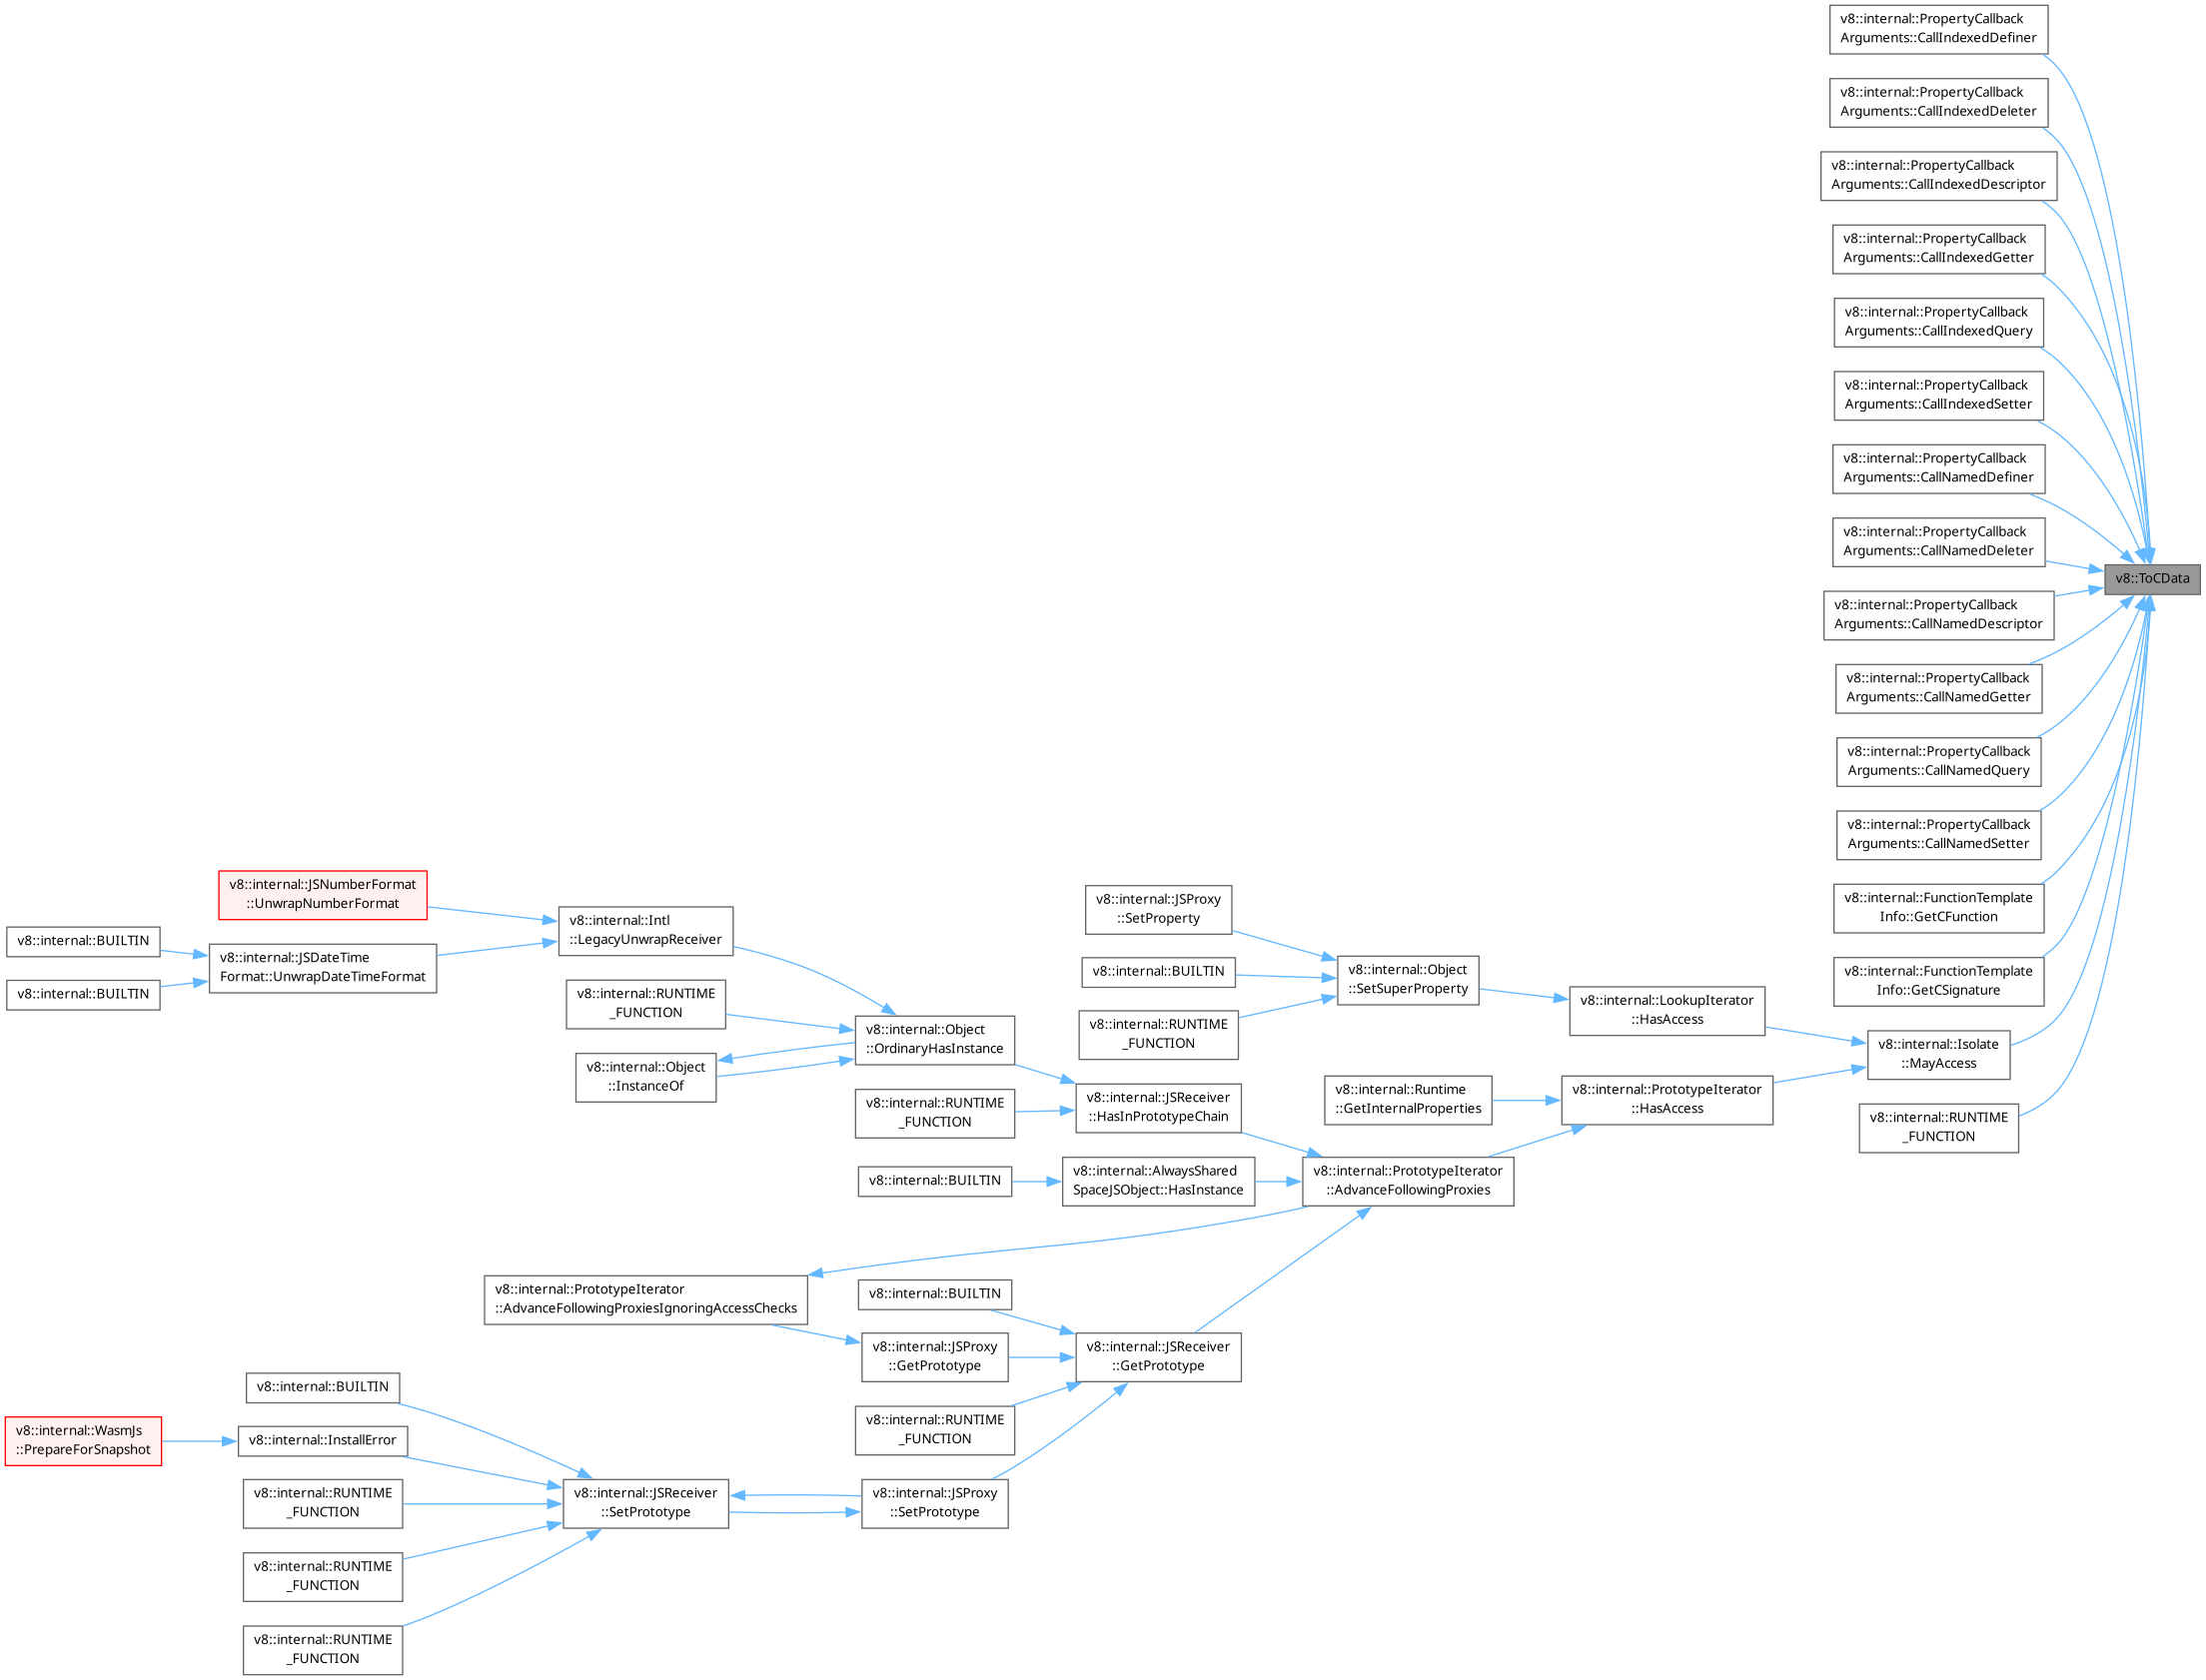 v8::internal::PropertyCallback
Arguments::CallIndexedDefiner
v8::internal::PropertyCallback
Arguments::CallIndexedDeleter
v8::internal::PropertyCallback
Arguments::CallIndexedDescriptor
v8::internal::PropertyCallback
Arguments::CallIndexedGetter
v8::internal::PropertyCallback
Arguments::CallIndexedQuery
v8::internal::PropertyCallback
Arguments::CallIndexedSetter
v8::internal::PropertyCallback
Arguments::CallNamedDefiner
v8::internal::PropertyCallback
Arguments::CallNamedDeleter
v8::ToCData
v8::internal::PropertyCallback
Arguments::CallNamedDescriptor
v8::internal::PropertyCallback
Arguments::CallNamedGetter
v8::internal::PropertyCallback
Arguments::CallNamedQuery
v8::internal::PropertyCallback
Arguments::CallNamedSetter
v8::internal::FunctionTemplate
Info::GetCFunction
v8::internal::FunctionTemplate
Info::GetCSignature
v8::internal::Isolate
::MayAccess
v8::internal::RUNTIME
_FUNCTION
v8::internal::LookupIterator
::HasAccess
v8::internal::PrototypeIterator
::HasAccess
v8::internal::Object
::SetSuperProperty
v8::internal::JSProxy
::SetProperty
v8::internal::BUILTIN
v8::internal::RUNTIME
_FUNCTION
v8::internal::Runtime
::GetInternalProperties
v8::internal::PrototypeIterator
::AdvanceFollowingProxies
v8::internal::JSReceiver
::HasInPrototypeChain
v8::internal::AlwaysShared
SpaceJSObject::HasInstance
v8::internal::JSReceiver
::GetPrototype
v8::internal::Object
::OrdinaryHasInstance
v8::internal::RUNTIME
_FUNCTION
v8::internal::BUILTIN
v8::internal::BUILTIN
v8::internal::JSProxy
::GetPrototype
v8::internal::RUNTIME
_FUNCTION
v8::internal::JSProxy
::SetPrototype
v8::internal::Intl
::LegacyUnwrapReceiver
v8::internal::RUNTIME
_FUNCTION
v8::internal::Object
::InstanceOf
v8::internal::PrototypeIterator
::AdvanceFollowingProxiesIgnoringAccessChecks
v8::internal::JSReceiver
::SetPrototype
v8::internal::JSNumberFormat
::UnwrapNumberFormat
v8::internal::JSDateTime
Format::UnwrapDateTimeFormat
v8::internal::BUILTIN
v8::internal::BUILTIN
v8::internal::BUILTIN
v8::internal::InstallError
v8::internal::RUNTIME
_FUNCTION
v8::internal::RUNTIME
_FUNCTION
v8::internal::RUNTIME
_FUNCTION
v8::internal::WasmJs
::PrepareForSnapshot